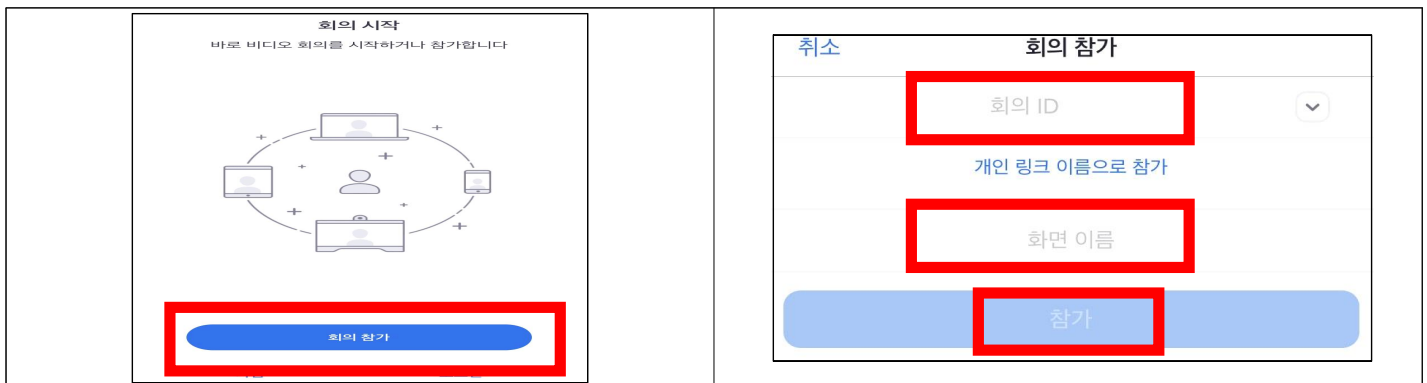 회의 시작
바로 비디오 회의를 시작하거나 참가합니다
회의 참가
취소
회의 참가
회의 ID
개인 링크 이름으로 참가
화면 이름
참가